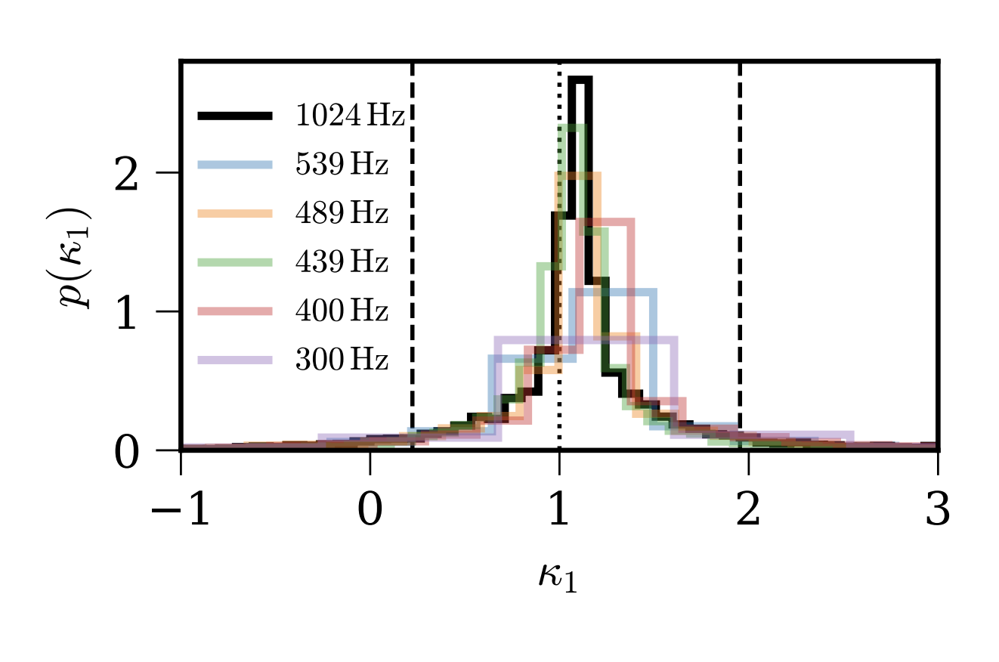 1024 Hz
539 Hz
489 Hz
439 Hz
400 Hz
300 Hz
p(κ₁)
2
1
0
−1 0 1 2 3
κ₁